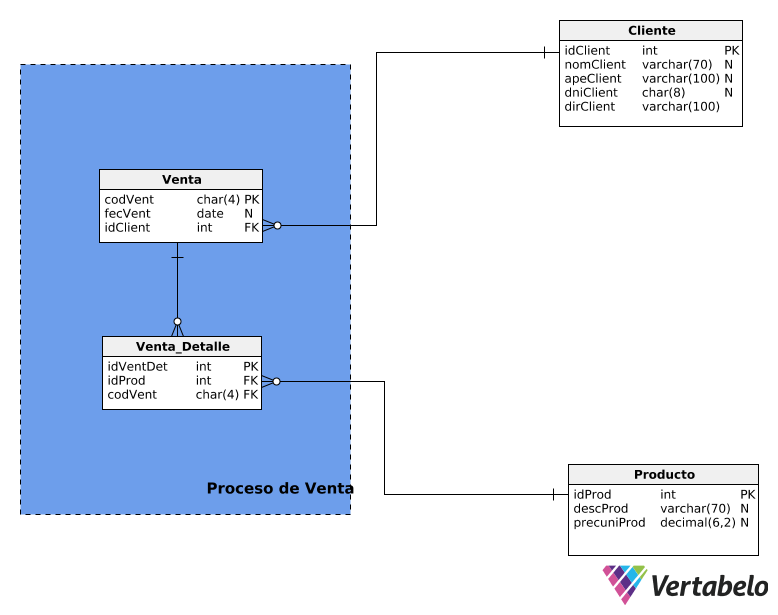 Cliente
idClient int PK
nomClient varchar(70) N
apeClient varchar(100) N
dniClient char(8) N
dirClient varchar(100)
Venta
codVent char(4) PK
fecVent date N
idClient int FK
Venta_Detalle
idVentDet int PK
idProd int FK
codVent char(4) FK
Proceso de Venta
Producto
idProd int PK
descProd varchar(70) N
precuniProd decimal(6,2) N
Vertabelo